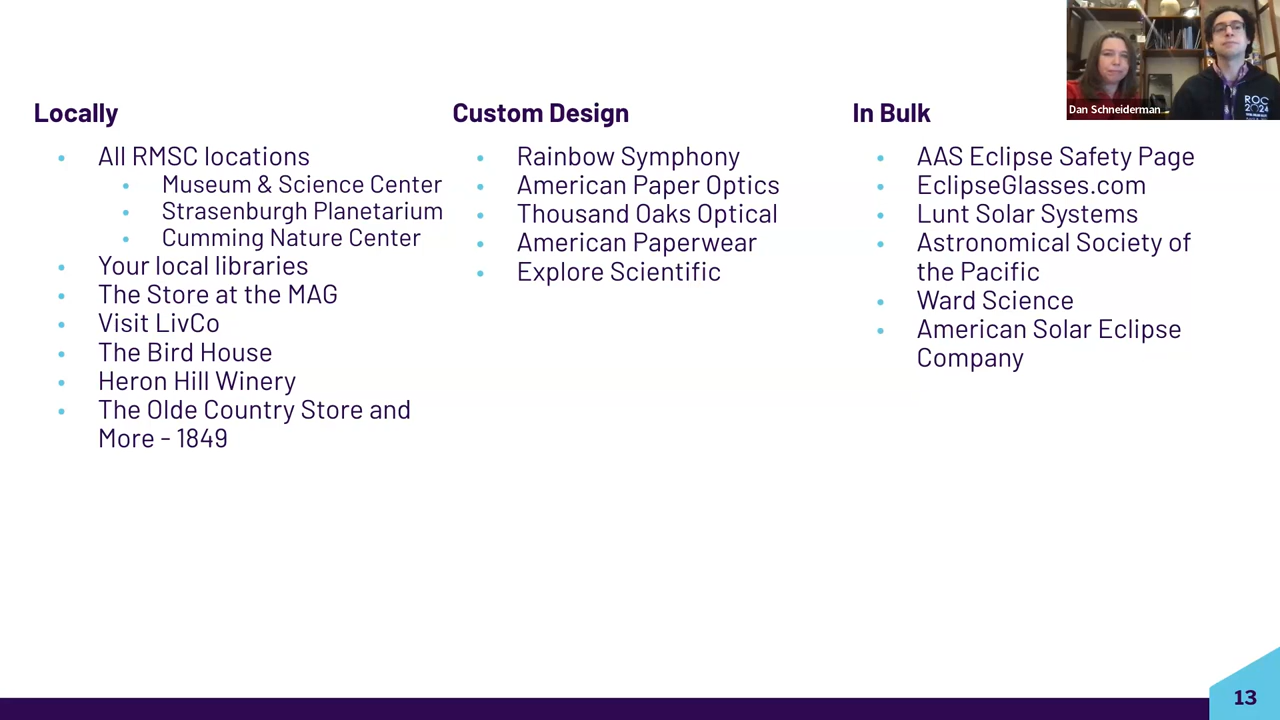 Locally
All RMSC locations
Museum & Science Center
Strasenburgh Planetarium
Cumming Nature Center
Your local libraries
The Store at the MAG
Visit LivCo
The Bird House
Heron Hill Winery
The Olde Country Store and
More - 1849
Custom Design
Rainbow Symphony
American Paper Optics
Thousand Oaks Optical
American Paperwear
Explore Scientific
In Bulk
AAS Eclipse Safety Page
EclipseGlasses.com
Lunt Solar Systems
Astronomical Society of
the Pacific
Ward Science
American Solar Eclipse
Company
Dan Schneiderman
ROC
2024
13